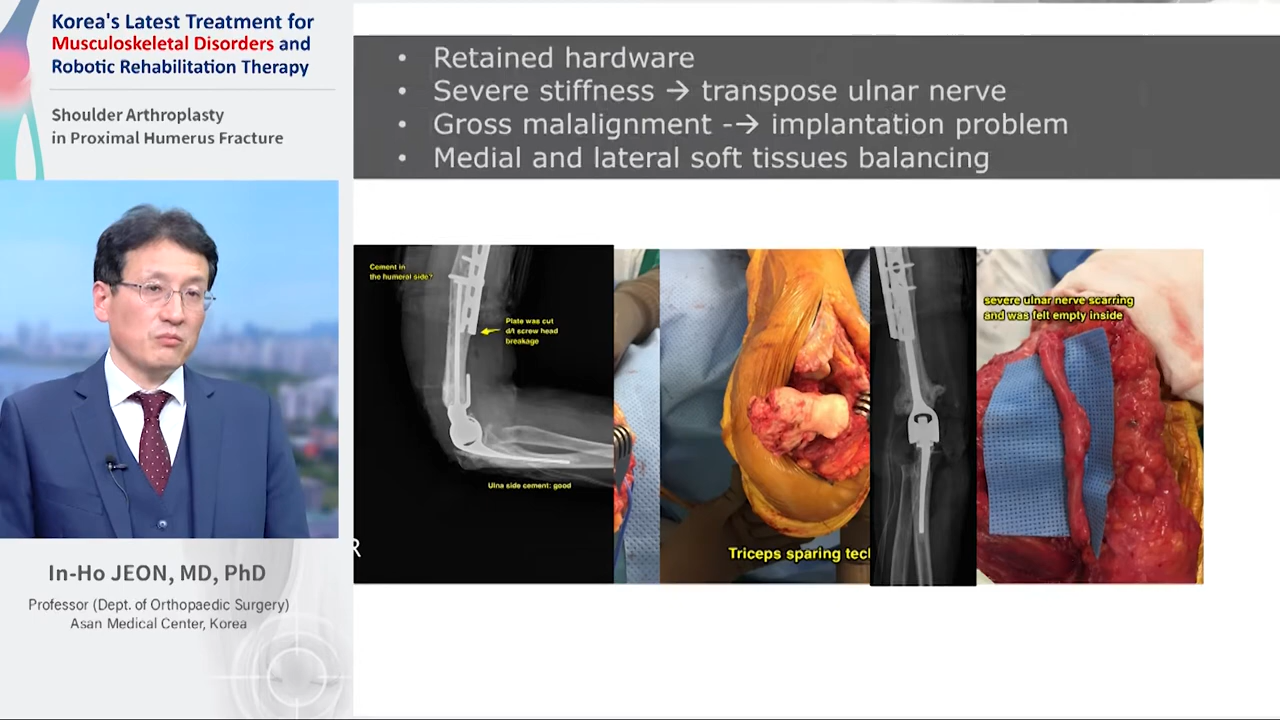 Korea's Latest Treatment for
Musculoskeletal Disorders and
Robotic Rehabilitation Therapy
Shoulder Arthroplasty
in Proximal Humerus Fracture
In-Ho JEON, MD, PhD
Professor (Dept. of Orthopaedic Surgery)
Asan Medical Center, Korea
• Retained hardware
• Severe stiffness → transpose ulnar nerve
• Gross malalignment -→ implantation problem
• Medial and lateral soft tissues balancing
Cement in
the humeral side?
Plate was cut
d/t screw head
breakage
Ulna side cement: good
R
Triceps sparing tecl
severe ulnar nerve scarring
and was felt empty inside